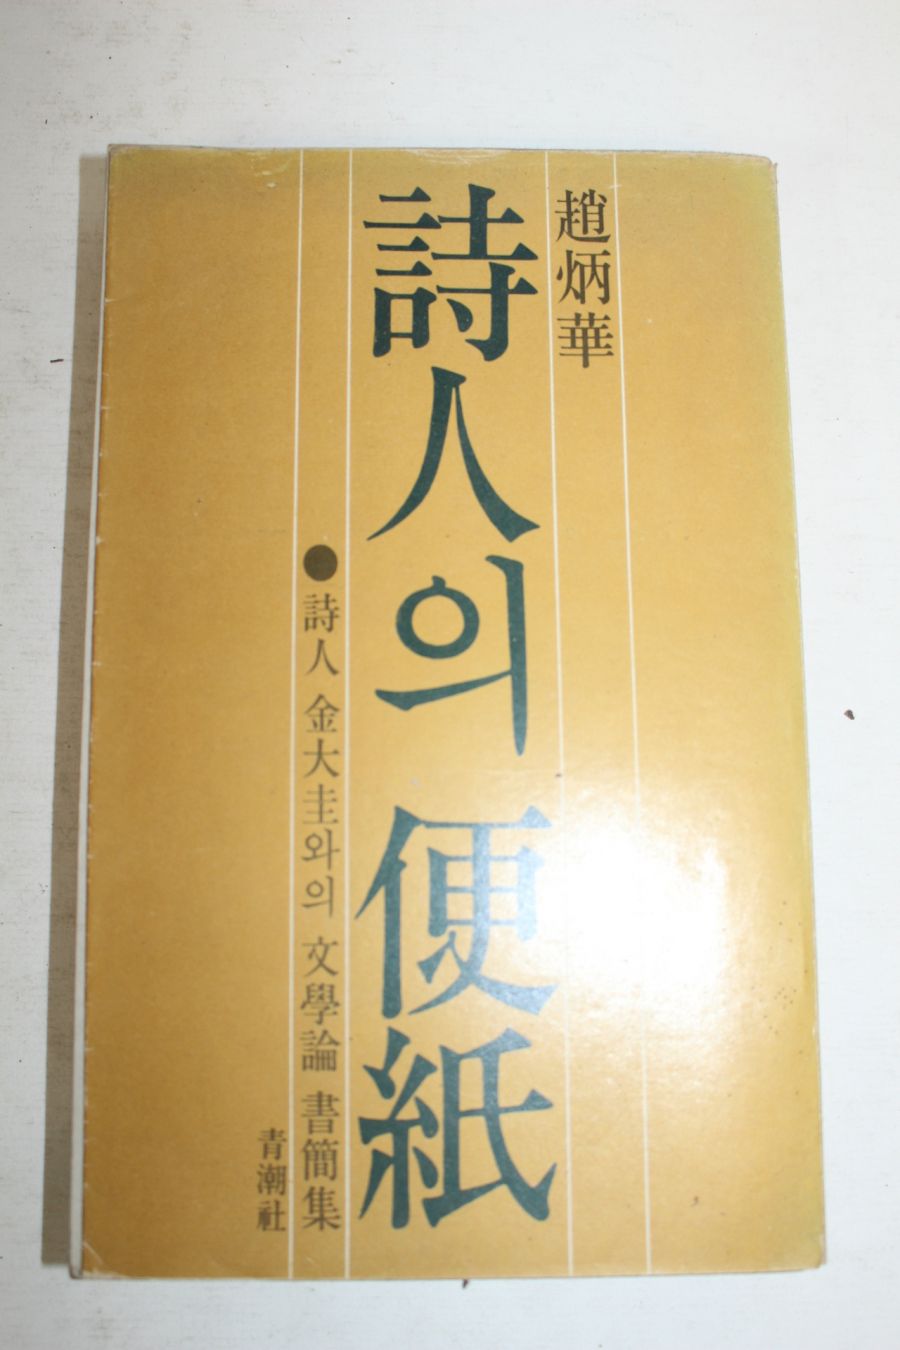 趙炳華
詩人의 便紙
●詩人 金大圭와의 文學論 書簡集
青潮社